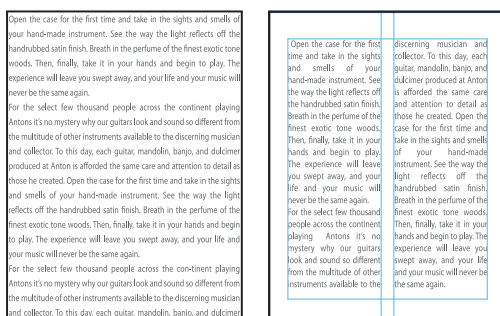 Open the case for the first time and take in the sights and smells of
your hand-made instrument. See the way the light reflects off the
handrubbed satin finish. Breath in the perfume of the finest exotic tone
woods. Then, finally, take it in your hands and begin to play. The
experience will leave you swept away, and your life and your music will
never be the same again.
For the select few thousand people across the continent playing
Antons it's no mystery why our guitars look and sound so different from
the multitude of other instruments available to the discerning musician
and collector. To this day, each guitar, mandolin, banjo, and dulcimer
produced at Anton is afforded the same care and attention to detail as
those he created. Open the case for the first time and take in the sights
and smells of your hand-made instrument. See the way the light
reflects off the handrubbed satin finish. Breath in the perfume of the
finest exotic tone woods. Then, finally, take it in your hands and begin
to play. The experience will leave you swept away, and your life and
your music will never be the same again.
For the select few thousand people across the con-tinent playing
Antons it's no mystery why our guitars look and sound so different from
the multitude of other instruments available to the discerning musician
and collector. To this day, each guitar, mandolin, banjo, and dulcimer
Open the case for the first
time and take in the sights
and smells of your
hand-made instrument. See
the way the light reflects off
the handrubbed satin finish.
Breath in the perfume of the
finest exotic tone woods.
Then, finally, take it in your
hands and begin to play.
The experience will leave
you swept away, and your
life and your music will
never be the same again.
For the select few thousand
people across the continent
playing Antons it's no
mystery why our guitars
look and sound so different
from the multitude of other
instruments available to the
discerning musician and
collector. To this day, each
guitar, mandolin, banjo, and
dulcimer produced at Anton
is afforded the same care
and attention to detail as
those he created. Open the
case for the first time and
take in the sights and smells
of your hand-made
instrument. See the way the
light reflects off the
handrubbed satin finish.
Breath in the perfume of the
finest exotic tone woods.
Then, finally, take it in your
hands and begin to play. The
experience will leave you
swept away, and your life
and your music will never be
the same again.